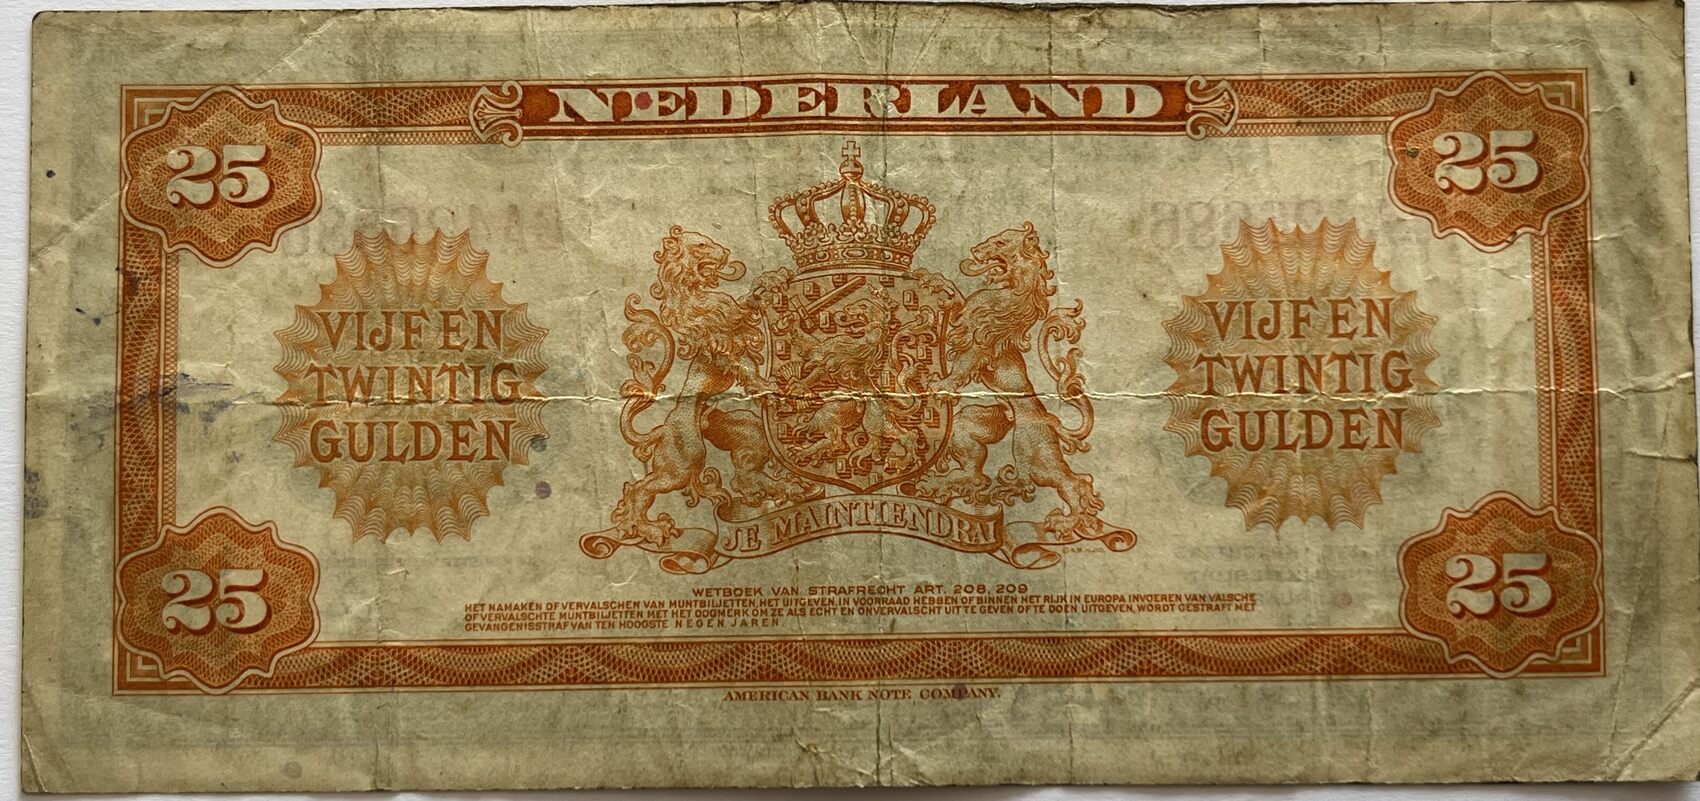 NEDERLAND
25
25
VIJF EN
TWINTIG
GULDEN
VIJF EN
TWINTIG
GULDEN
JE MAINTIENDRAI
25
25
WETBOEK VAN STRAFRECHT ART. 208, 209
HET NAMAKEN OF VERVALSCHEN VAN MUNTBILJETTEN, HET UITGEVEN, IN VOORRAAD HEBBEN OF BINNEN HET RIJK IN EUROPA INVOEREN VAN VALSCHE
OF VERVALSCHTE MUNTBILJETTEN MET HET OOGMERK OM ZE ALS ECHT EN ONVERVALSCHT UIT TE GEVEN OF TE DOEN UITGEVEN, WORDT GESTRAFT MET
GEVANGENISSTRAF VAN TEN HOOGSTE NEGEN JAREN.
AMERICAN BANK NOTE COMPANY.